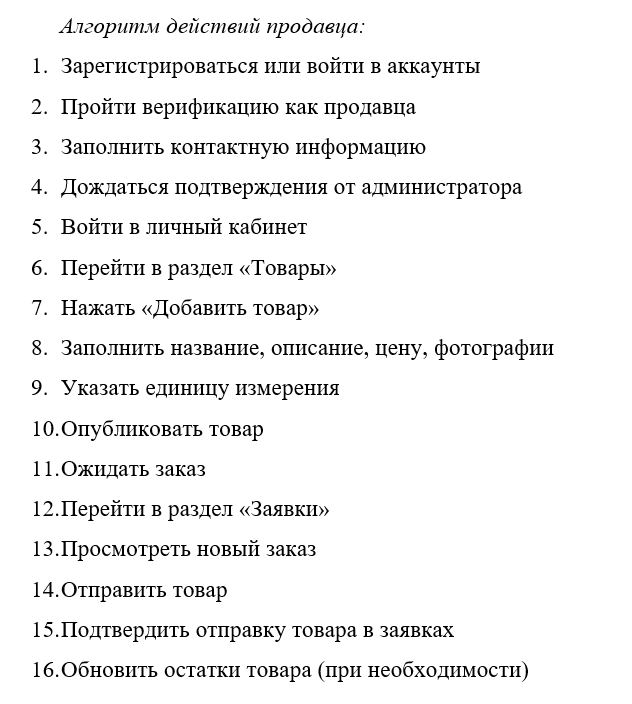 Алгоритм действий продавца:
1. Зарегистрироваться или войти в аккаунты
2. Пройти верификацию как продавца
3. Заполнить контактную информацию
4. Дождаться подтверждения от администратора
5. Войти в личный кабинет
6. Перейти в раздел «Товары»
7. Нажать «Добавить товар»
8. Заполнить название, описание, цену, фотографии
9. Указать единицу измерения
10.Опубликовать товар
11.Ожидать заказ
12.Перейти в раздел «Заявки»
13.Просмотреть новый заказ
14.Отправить товар
15.Подтвердить отправку товара в заявках
16.Обновить остатки товара (при необходимости)